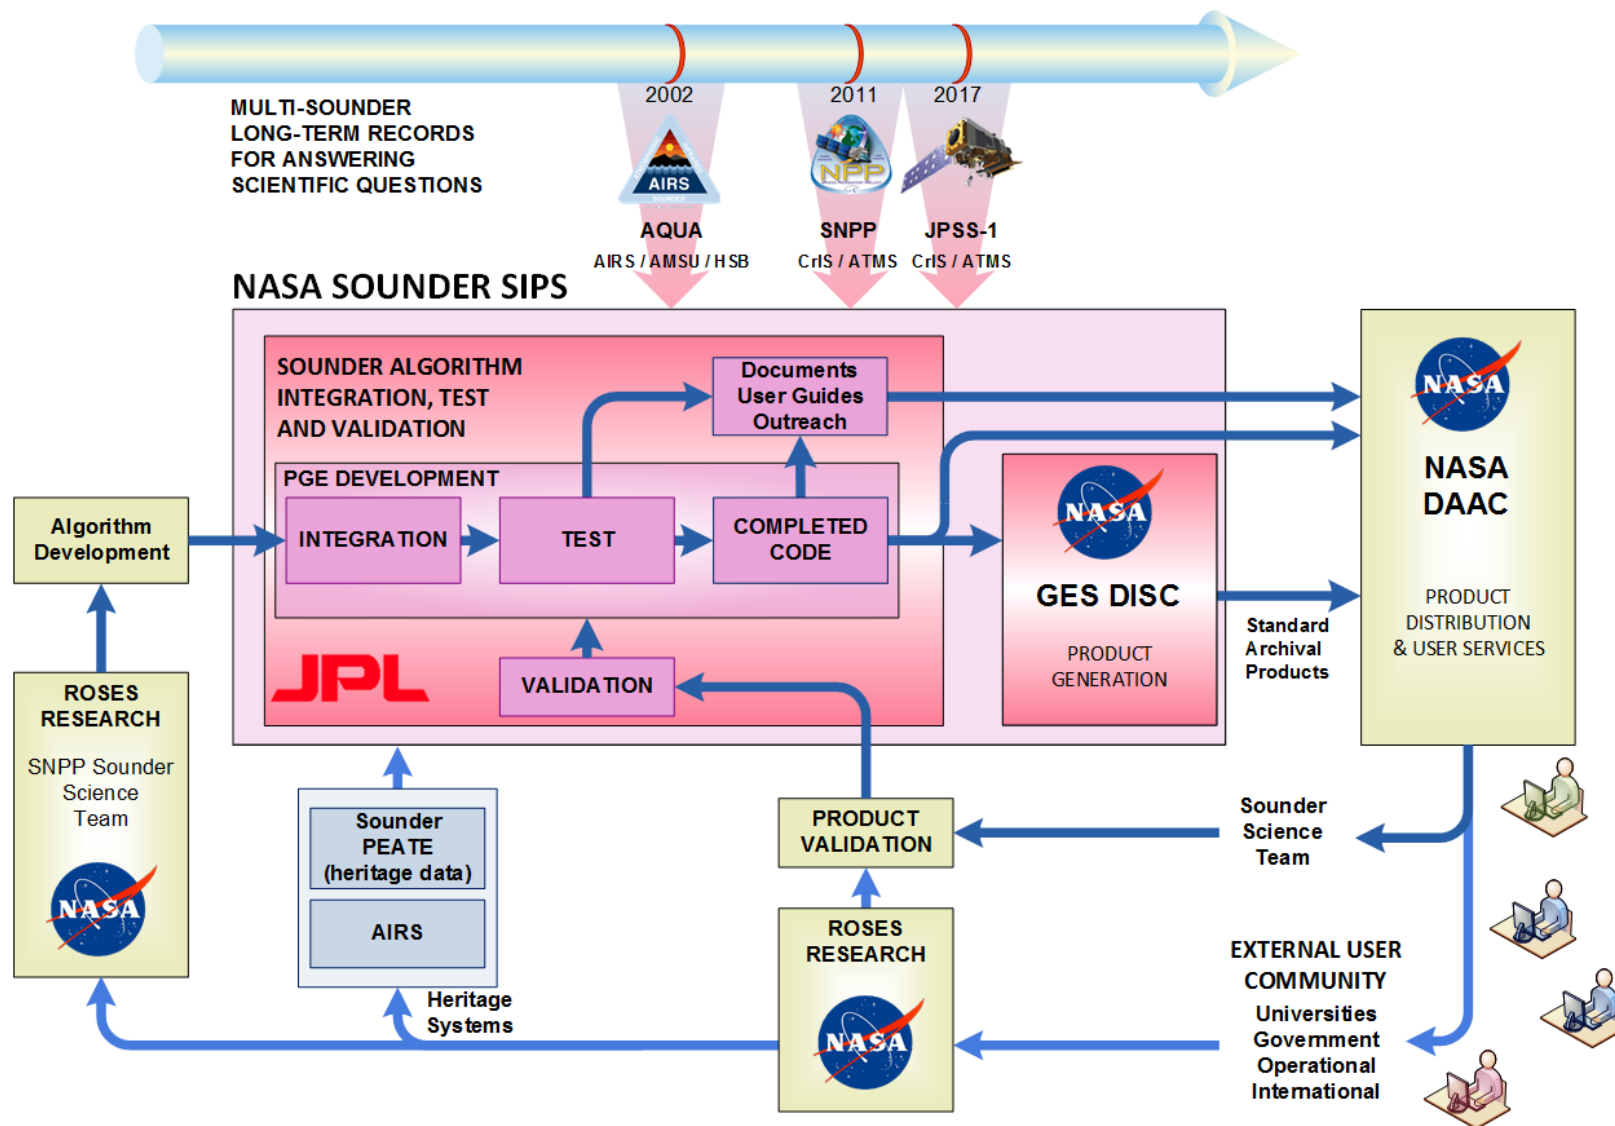 2002
2011
2017
MULTI-SOUNDER
LONG-TERM RECORDS
FOR ANSWERING
SCIENTIFIC QUESTIONS
AIRS
SOUNDER
NPP
AQUA
SNPP
JPSS-1
AIRS / AMSU / HSB
CrIS / ATMS
CrIS / ATMS
NASA SOUNDER SIPS
SOUNDER ALGORITHM
INTEGRATION, TEST
AND VALIDATION
Documents
User Guides
Outreach
PGE DEVELOPMENT
INTEGRATION
TEST
COMPLETED
CODE
Algorithm
Development
NASA
GES DISC
PRODUCT
GENERATION
NASA
NASA
DAAC
PRODUCT
DISTRIBUTION
& USER SERVICES
Standard
Archival
Products
JPL
VALIDATION
ROSES
RESEARCH
SNPP Sounder
Science
Team
NASA
Sounder
PEATE
(heritage data)
AIRS
Heritage
Systems
PRODUCT
VALIDATION
ROSES
RESEARCH
NASA
Sounder
Science
Team
EXTERNAL USER
COMMUNITY
Universities
Government
Operational
International